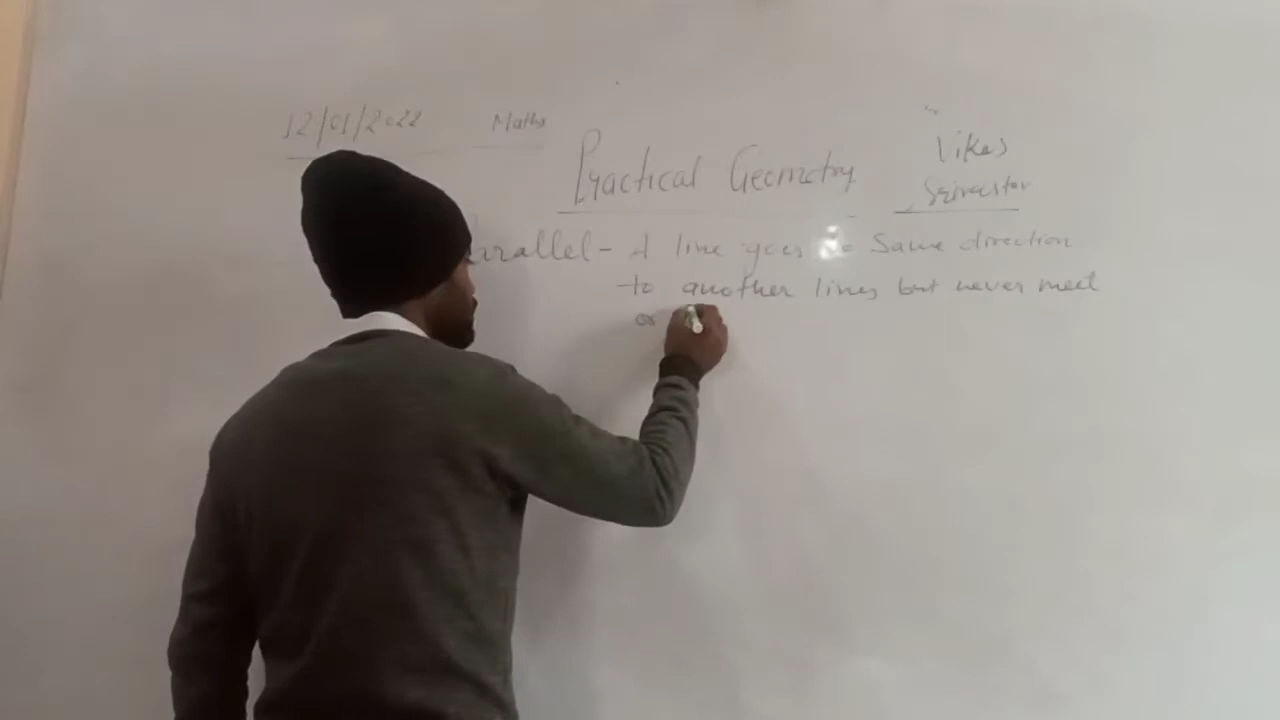 12/01/2022 Maths
Practical Geometry
Vikas
Srivastav
arallel - A line goes Same direction
to another lines but never meet
or